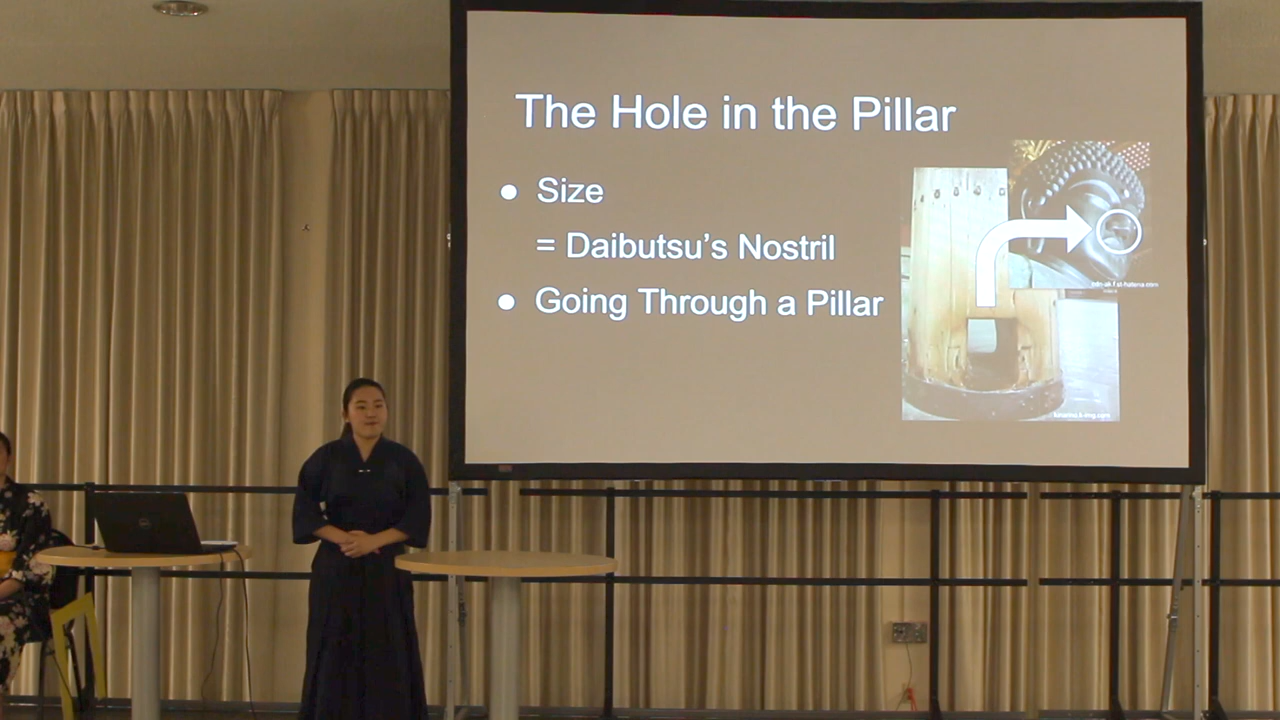 The Hole in the Pillar
● Size
= Daibutsu's Nostril
● Going Through a Pillar